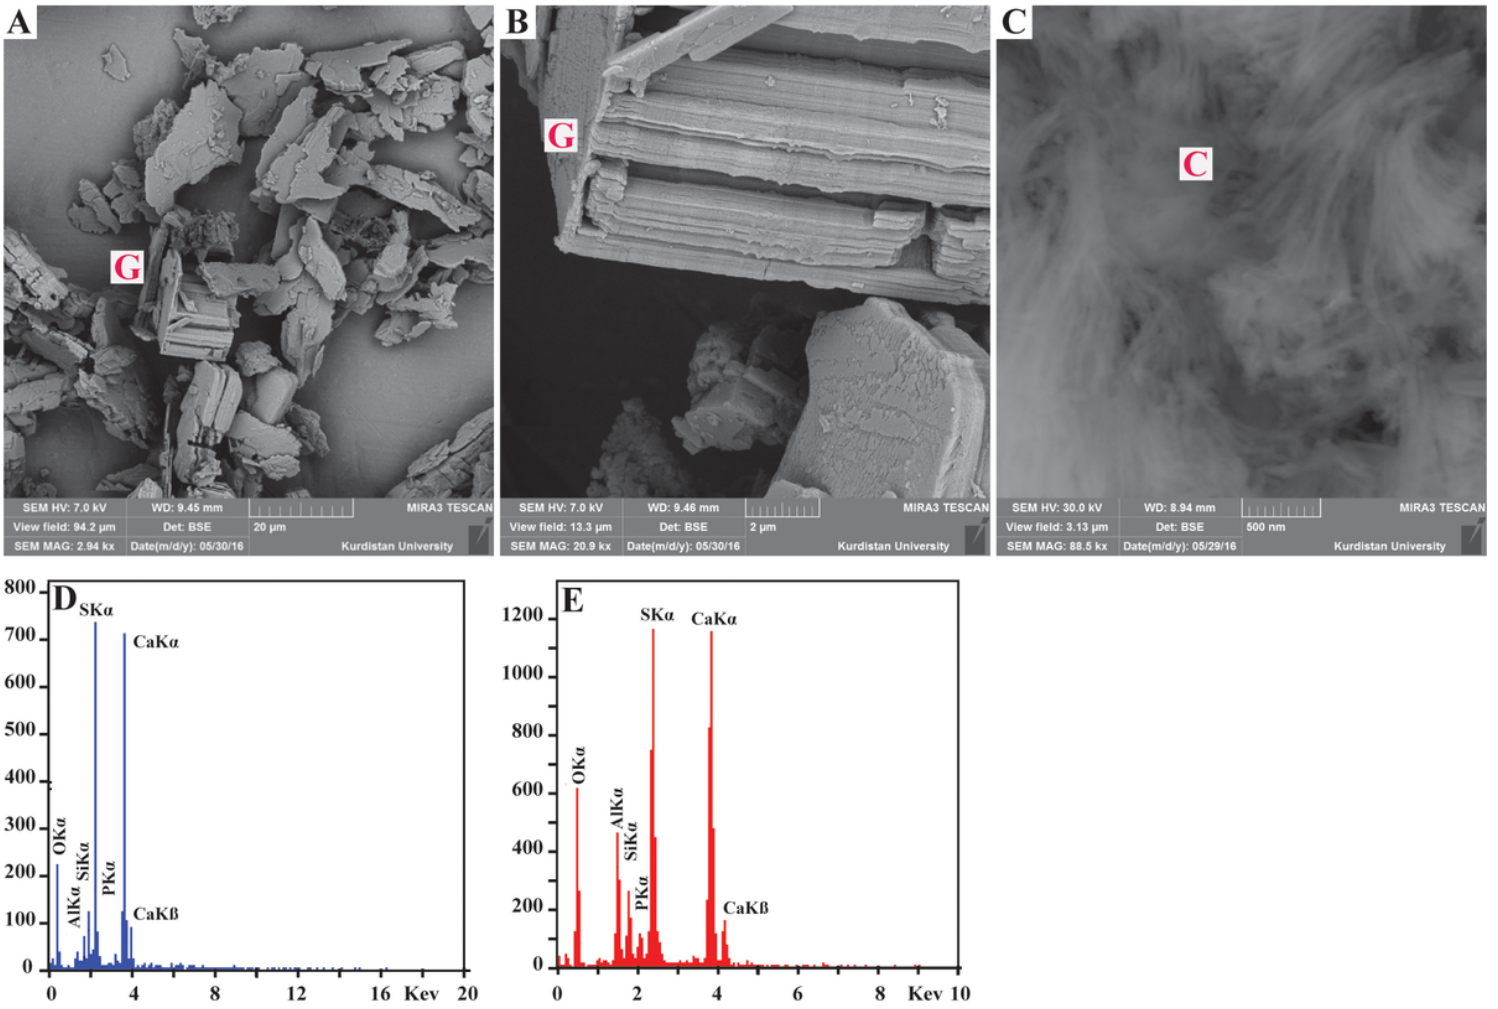 A
B
C
G
G
C
SEM HV: 7.0 kV WD: 9.45 mm MIRA3 TESCAN
View field: 94.2 µm Det: BSE 20 µm
SEM MAG: 2.94 kx Date(m/d/y): 05/30/16 Kurdistan University
SEM HV: 7.0 kV WD: 9.46 mm MIRA3 TESCAN
View field: 13.3 µm Det: BSE 2 µm
SEM MAG: 20.9 kx Date(m/d/y): 05/30/16 Kurdistan University
SEM HV: 30.0 kV WD: 8.94 mm MIRA3 TESCAN
View field: 3.13 µm Det: BSE 500 nm
SEM MAG: 88.5 kx Date(m/d/y): 05/29/16 Kurdistan University
D
800
700
600
500
400
300
200
100
0
SKα
CaKα
OKα
AlKα
SiKα
PKα
CaKß
0 4 8 12 16 Kev 20
E
1200
1000
800
600
400
200
0
SKα
CaKα
OKα
AlKα
SiKα
PKα
CaKß
0 2 4 6 8 Kev 10